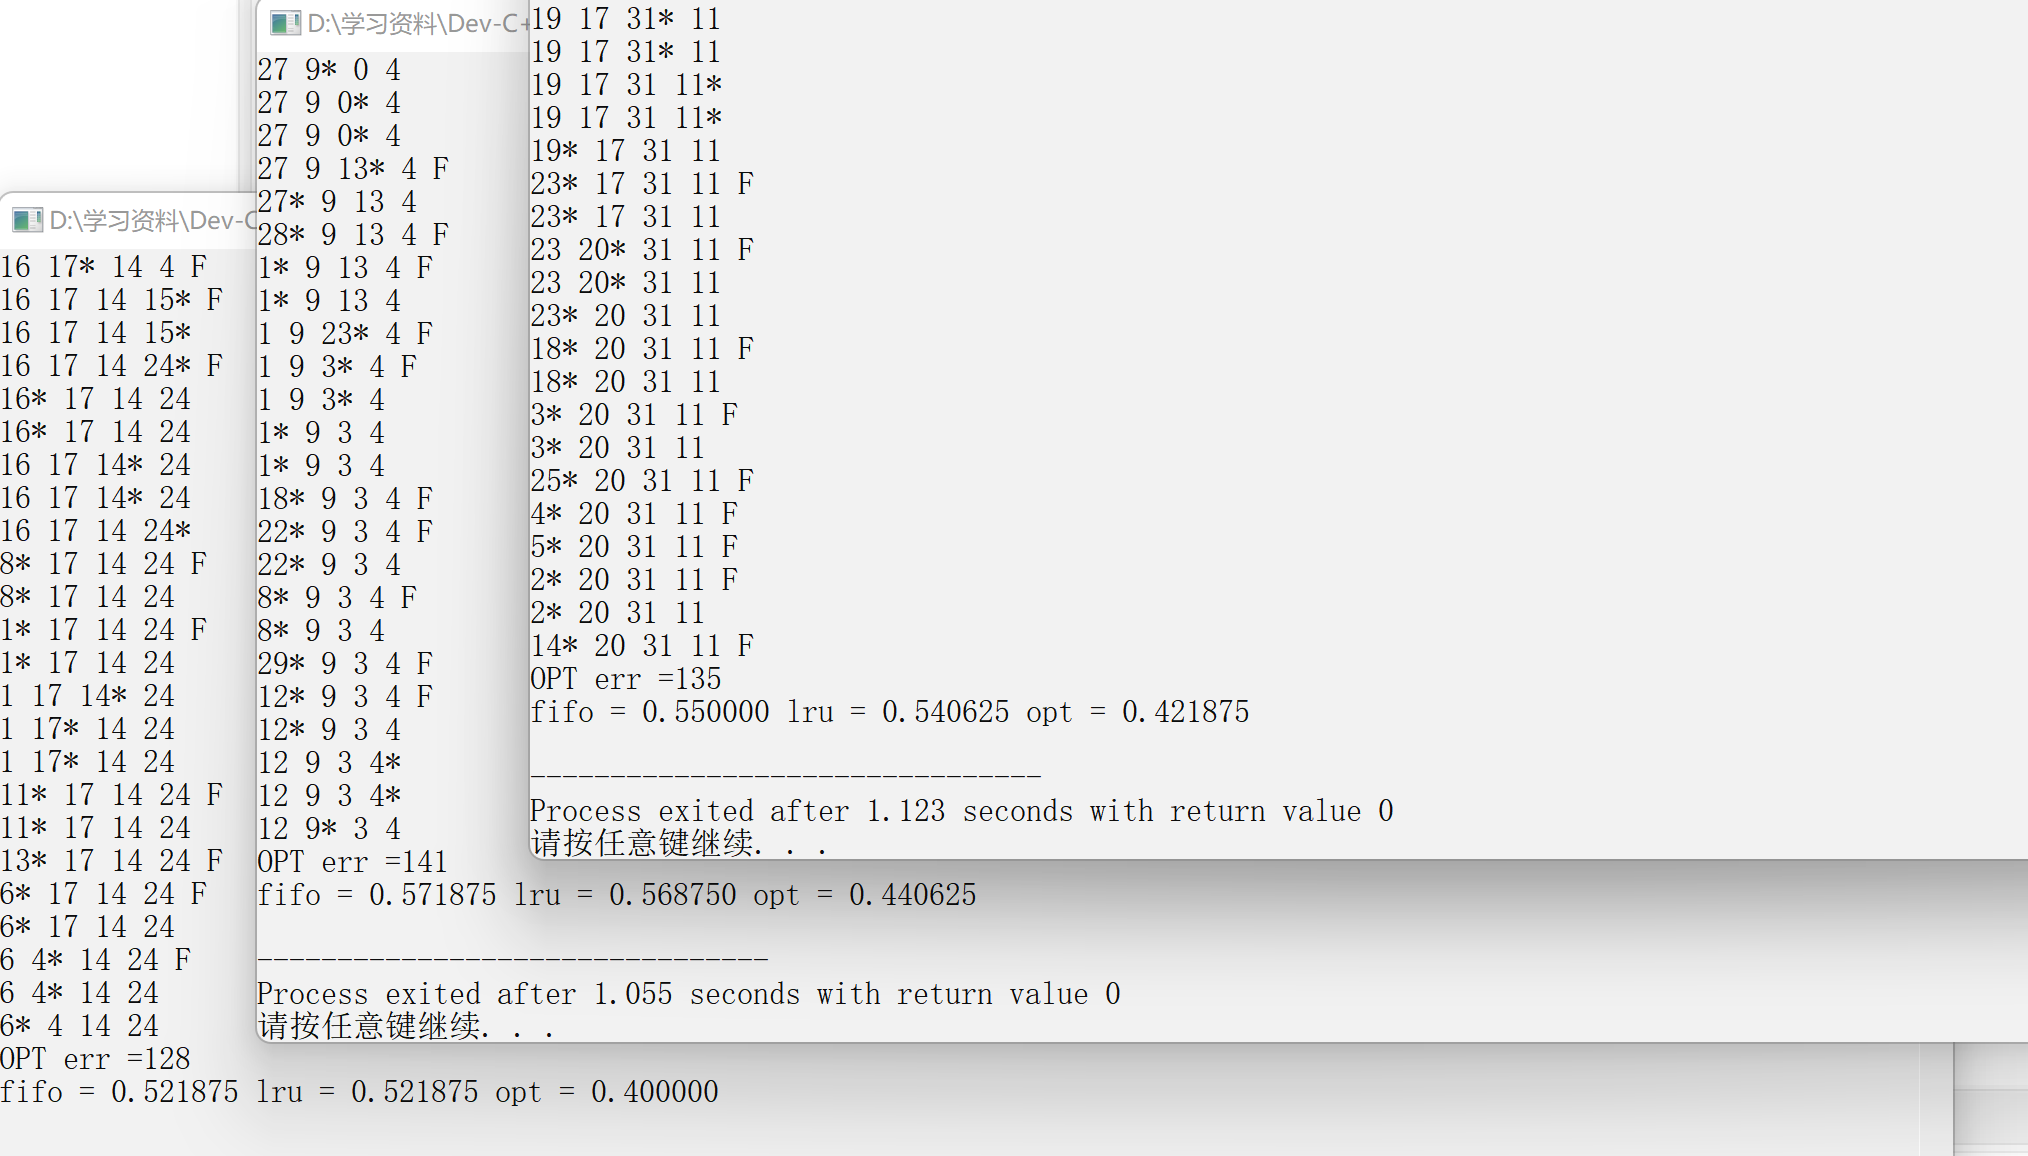 D:\学习资料\Dev-C
16 17* 14 4 F
16 17 14 15* F
16 17 14 15*
16 17 14 24* F
16* 17 14 24
16* 17 14 24
16 17 14* 24
16 17 14* 24
16 17 14 24*
8* 17 14 24 F
8* 17 14 24
1* 17 14 24 F
1* 17 14 24
1 17 14* 24
1 17* 14 24
1 17* 14 24
11* 17 14 24 F
11* 17 14 24
13* 17 14 24 F
6* 17 14 24 F
6* 17 14 24
6 4* 14 24 F
6 4* 14 24
6* 4 14 24
OPT err =128
fifo = 0.521875 lru = 0.521875 opt = 0.400000
D:\学习资料\Dev-C+
27 9* 0 4
27 9 0* 4
27 9 0* 4
27 9 13* 4 F
27* 9 13 4
28* 9 13 4 F
1* 9 13 4 F
1* 9 13 4
1 9 23* 4 F
1 9 3* 4 F
1 9 3* 4
1* 9 3 4
1* 9 3 4
18* 9 3 4 F
22* 9 3 4 F
22* 9 3 4
8* 9 3 4 F
8* 9 3 4
29* 9 3 4 F
12* 9 3 4 F
12* 9 3 4
12 9 3 4*
12 9 3 4*
12 9* 3 4
OPT err =141
fifo = 0.571875 lru = 0.568750 opt = 0.440625
--------------------------------
Process exited after 1.055 seconds with return value 0
请按任意键继续. . .
19 17 31* 11
19 17 31* 11
19 17 31 11*
19 17 31 11*
19* 17 31 11
23* 17 31 11 F
23* 17 31 11
23 20* 31 11 F
23 20* 31 11
23* 20 31 11
18* 20 31 11 F
18* 20 31 11
3* 20 31 11 F
3* 20 31 11
25* 20 31 11 F
4* 20 31 11 F
5* 20 31 11 F
2* 20 31 11 F
2* 20 31 11
14* 20 31 11 F
OPT err =135
fifo = 0.550000 lru = 0.540625 opt = 0.421875
--------------------------------
Process exited after 1.123 seconds with return value 0
请按任意键继续. . .